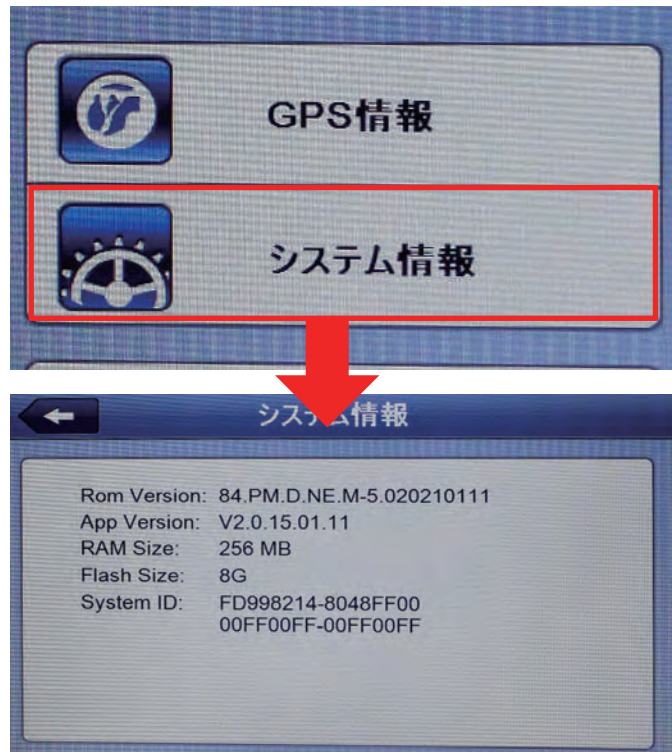 GPS情報
システム情報
システム情報
Rom Version: 84.PM.D.NE.M-5.020210111
App Version: V2.0.15.01.11
RAM Size: 256 MB
Flash Size: 8G
System ID: FD998214-8048FF00
00FF00FF-00FF00FF